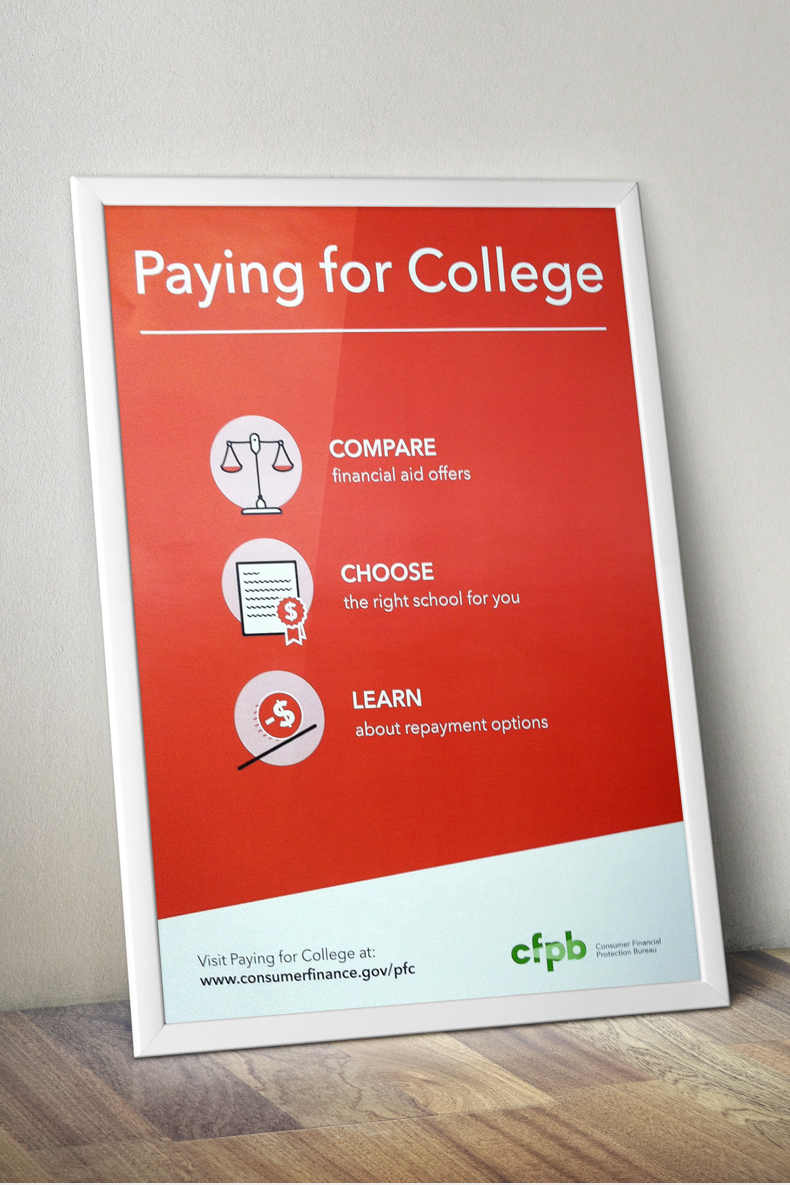 Paying for College
COMPARE
financial aid offers
CHOOSE
the right school for you
$
LEARN
about repayment options
-$
Visit Paying for College at:
www.consumerfinance.gov/pfc
cfpb
Consumer Financial
Protection Bureau